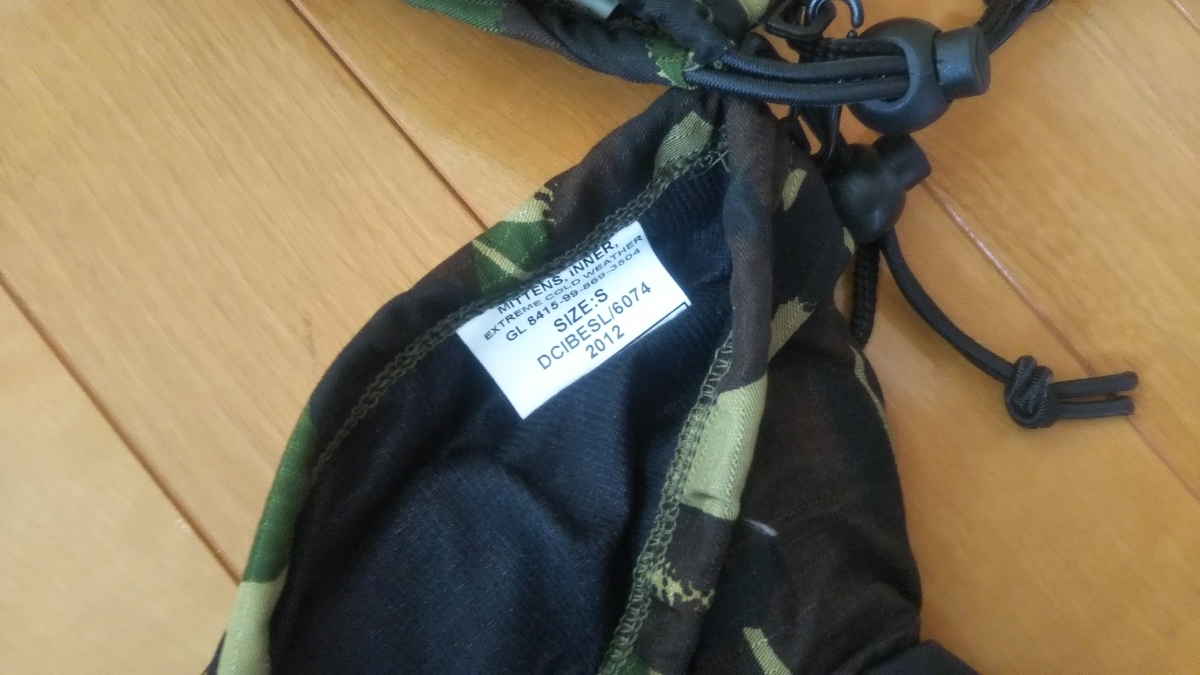 MITTENS, INNER,
EXTREME COLD WEATHER
GL 8415-99-869-3504
SIZE:S
DCIBESL/6074
2012